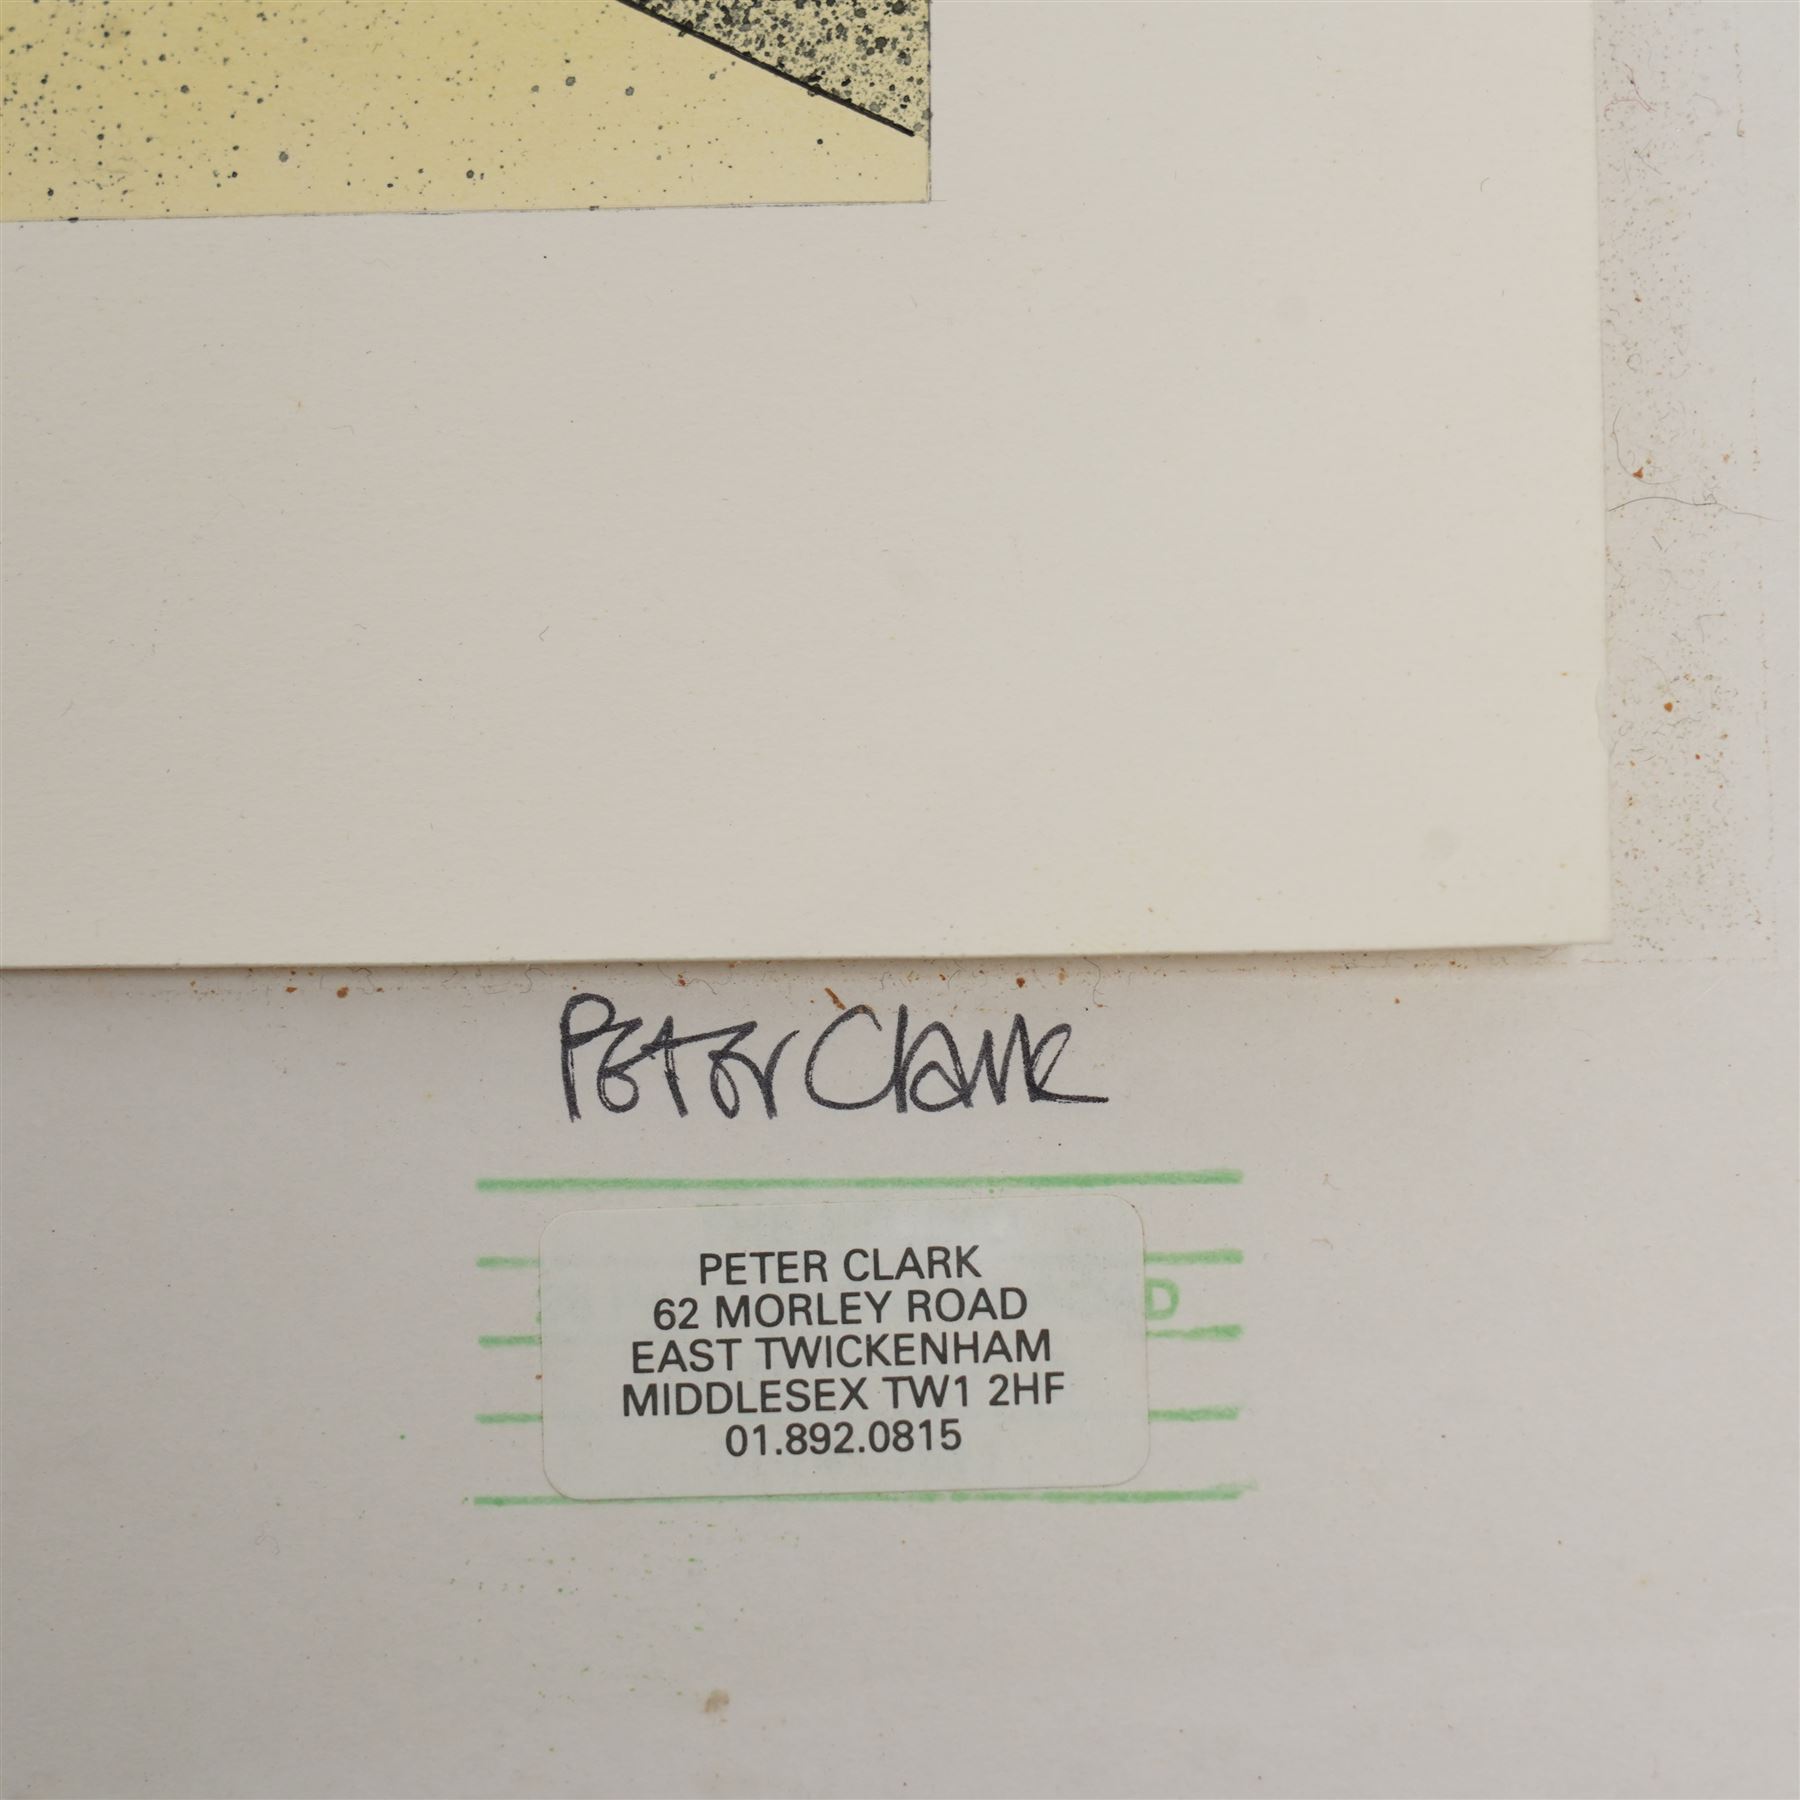 Peter Clark
PETER CLARK
62 MORLEY ROAD
EAST TWICKENHAM
MIDDLESEX TW1 2HF
01.892.0815
D